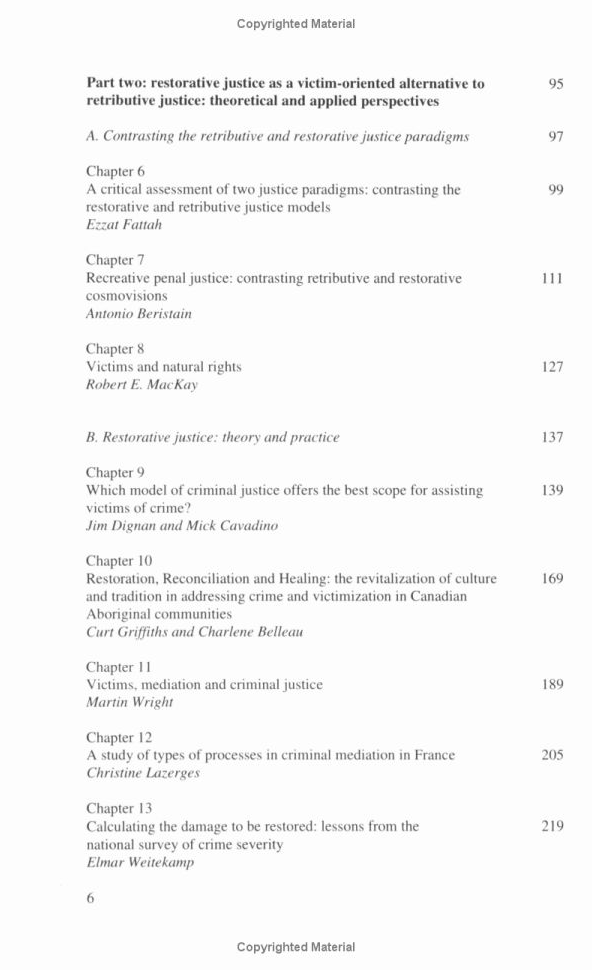 Copyrighted Material
Part two: restorative justice as a victim-oriented alternative to 95
retributive justice: theoretical and applied perspectives
A. Contrasting the retributive and restorative justice paradigms 97
Chapter 6
A critical assessment of two justice paradigms: contrasting the 99
restorative and retributive justice models
Ezzat Fattah
Chapter 7
Recreative penal justice: contrasting retributive and restorative 111
cosmovisions
Antonio Beristain
Chapter 8
Victims and natural rights 127
Robert E. MacKay
B. Restorative justice: theory and practice 137
Chapter 9
Which model of criminal justice offers the best scope for assisting 139
victims of crime?
Jim Dignan and Mick Cavadino
Chapter 10
Restoration, Reconciliation and Healing: the revitalization of culture 169
and tradition in addressing crime and victimization in Canadian
Aboriginal communities
Curt Griffiths and Charlene Belleau
Chapter 11
Victims, mediation and criminal justice 189
Martin Wright
Chapter 12
A study of types of processes in criminal mediation in France 205
Christine Lazerges
Chapter 13
Calculating the damage to be restored: lessons from the 219
national survey of crime severity
Elmar Weitekamp
6
Copyrighted Material